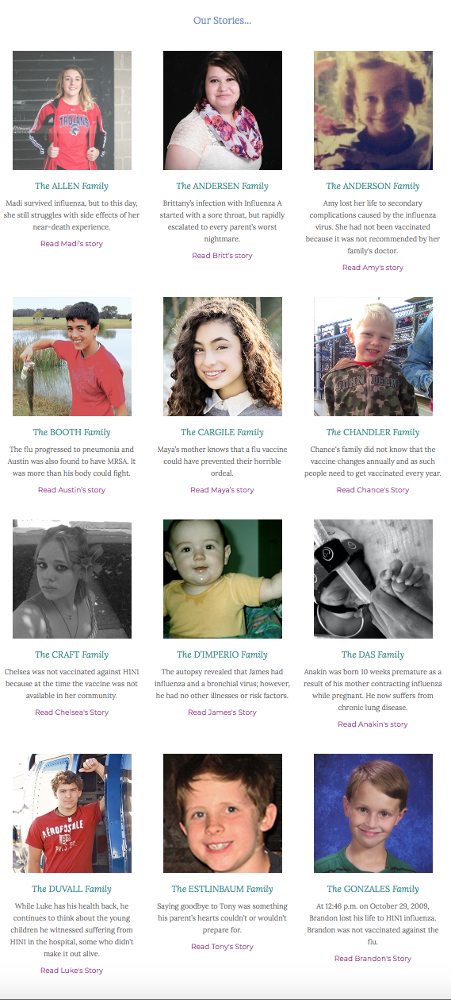 Our Stories...
TROJANS
The ALLEN Family
Madi survived influenza, but to this day,
she still struggles with side effects of her
near-death experience.
Read Madi's story
The ANDERSEN Family
Brittany's infection with Influenza A
started with a sore throat, but rapidly
escalated to every parent's worst
nightmare.
Read Britt's story
The ANDERSON Family
Amy lost her life to secondary
complications caused by the influenza
virus. She had not been vaccinated
because it was not recommended by her
family's doctor.
Read Amy's story
The BOOTH Family
The flu progressed to pneumonia and
Austin was also found to have MRSA. It
was more than his body could fight.
Read Austin's story
The CARGILE Family
Maya's mother knows that a flu vaccine
could have prevented their horrible
ordeal.
Read Maya's story
JOHN DEERE
The CHANDLER Family
Chance's family did not know that the
vaccine changes annually and as such
people need to get vaccinated every year.
Read Chance's Story
The CRAFT Family
Chelsea was not vaccinated against H1N1
because at the time the vaccine was not
available in her community.
Read Chelsea's Story
The D'IMPERIO Family
The autopsy revealed that James had
influenza and a bronchial virus; however,
he had no other illnesses or risk factors.
Read James's Story
The DAS Family
Anakin was born 10 weeks premature as a
result of his mother contracting influenza
while pregnant. He now suffers from
chronic lung disease.
Read Anakin's story
AÉROPOSALE
The DUVALL Family
While Luke has his health back, he
continues to think about the young
children he witnessed suffering from
H1N1 in the hospital, some who didn't
make it out alive.
Read Luke's Story
The ESTLINBAUM Family
Saying goodbye to Tony was something
his parent's hearts couldn't or wouldn't
prepare for.
Read Tony's Story
The GONZALES Family
At 12:46 p.m. on October 29, 2009,
Brandon lost his life to H1N1 influenza.
Brandon was not vaccinated against the
flu.
Read Brandon's Story